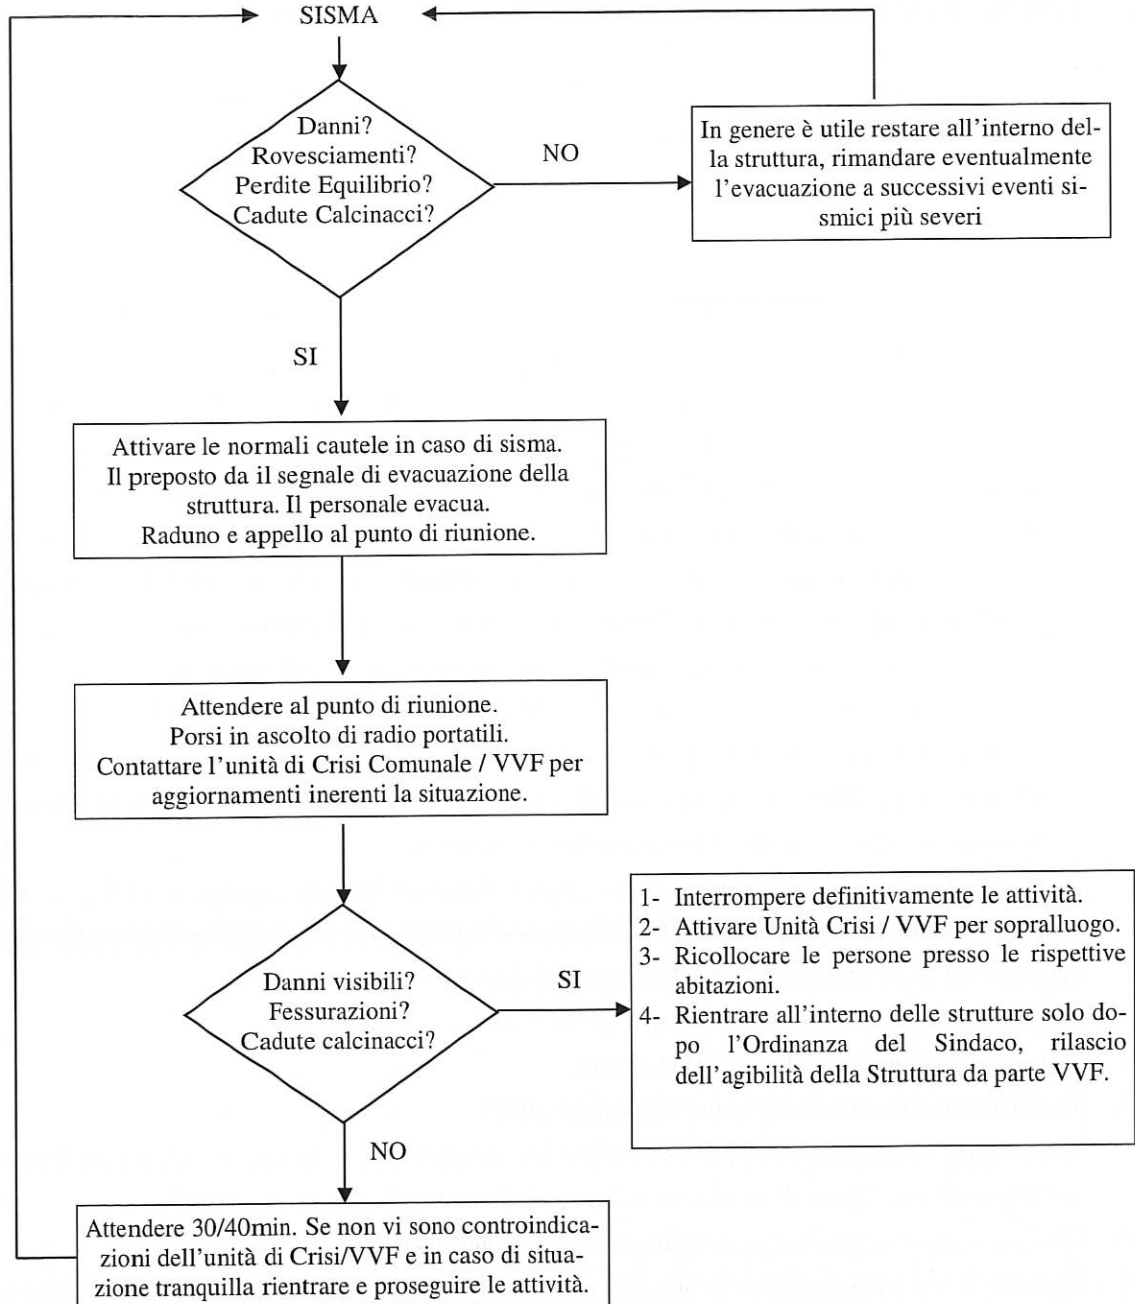 SISMA
Danni?
Rovesciamenti?
Perdite Equilibrio?
Cadute Calcinacci?
NO
In genere è utile restare all'interno del-
la struttura, rimandare eventualmente
l'evacuazione a successivi eventi si-
smici più severi
SI
Attivare le normali cautele in caso di sisma.
Il preposto da il segnale di evacuazione della
struttura. Il personale evacua.
Raduno e appello al punto di riunione.
Attendere al punto di riunione.
Porsi in ascolto di radio portatili.
Contattare l'unità di Crisi Comunale / VVF per
aggiornamenti inerenti la situazione.
Danni visibili?
Fessurazioni?
Cadute calcinacci?
SI
1- Interrompere definitivamente le attività.
2- Attivare Unità Crisi / VVF per sopralluogo.
3- Ricollocare le persone presso le rispettive
abitazioni.
4- Rientrare all'interno delle strutture solo do-
po l'Ordinanza del Sindaco, rilascio
dell'agibilità della Struttura da parte VVF.
NO
Attendere 30/40min. Se non vi sono controindica-
zioni dell'unità di Crisi/VVF e in caso di situa-
zione tranquilla rientrare e proseguire le attività.